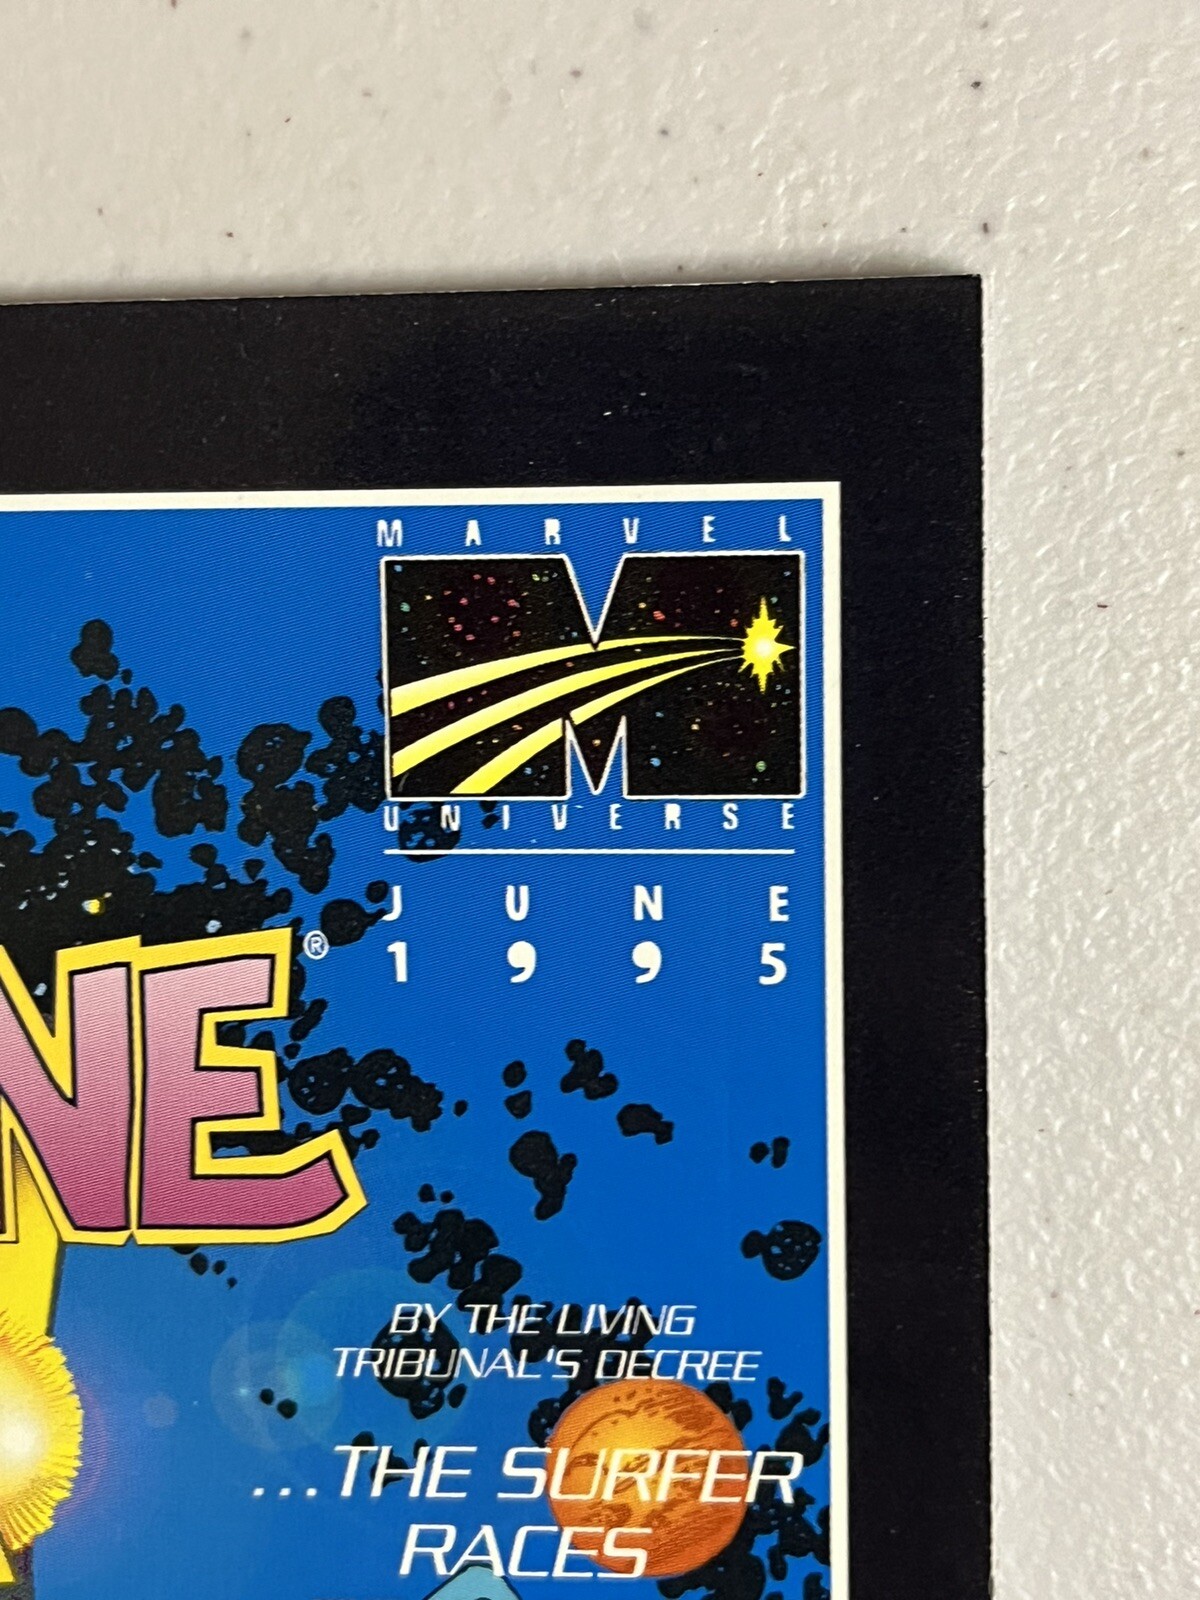 MARVEL
M
UNIVERSE
JUNE
1995
NE®
BY THE LIVING
TRIBUNAL'S DECREE
...THE SURFER
RACES